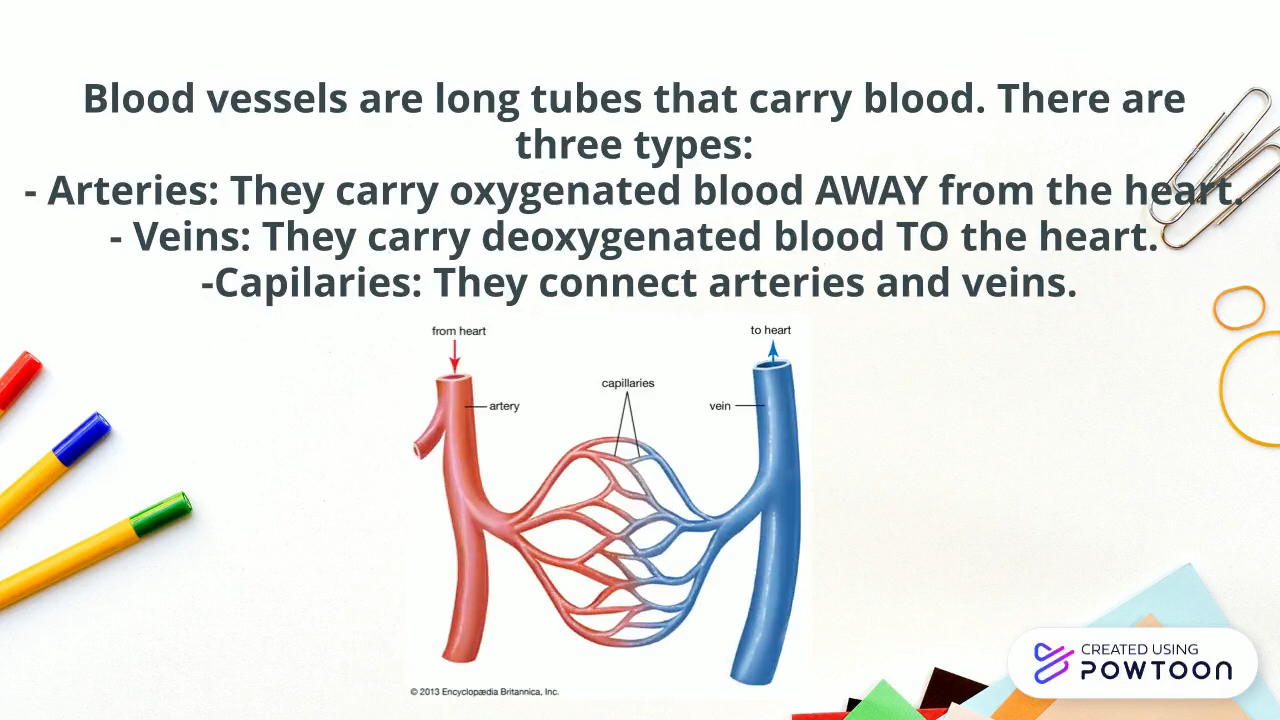 Blood vessels are long tubes that carry blood. There are
three types:
- Arteries: They carry oxygenated blood AWAY from the heart.
- Veins: They carry deoxygenated blood TO the heart.
-Capilaries: They connect arteries and veins.
from heart
to heart
capillaries
artery
vein
© 2013 Encyclopædia Britannica, Inc.
CREATED USING
POWTOON